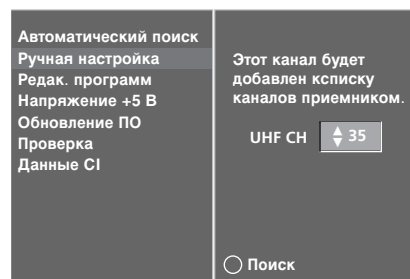 Автоматический поиск
Ручная настройка
Редак. программ
Напряжение +5 В
Обновление ПО
Проверка
Данные CI
Этот канал будет
добавлен ксписку
каналов приемником.
UHF CH 35
Поиск